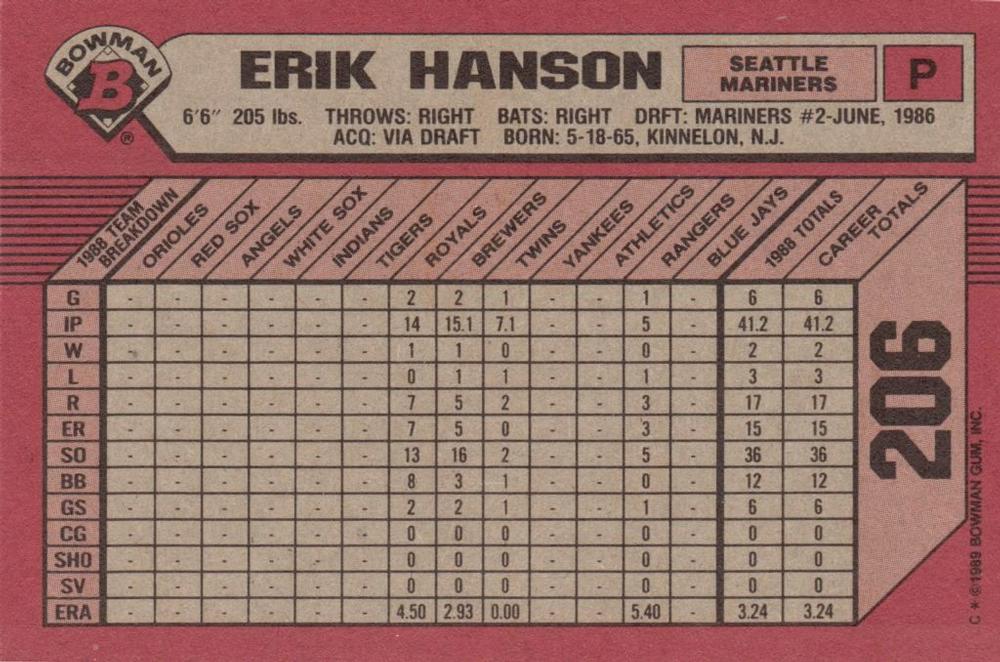 BOWMAN
B
®
ERIK HANSON
SEATTLE
MARINERS
P
6'6" 205 lbs. THROWS: RIGHT BATS: RIGHT DRFT: MARINERS #2-JUNE, 1986
ACQ: VIA DRAFT BORN: 5-18-65, KINNELON, N.J.
1988 TEAM BREAKDOWN ORIOLES RED SOX ANGELS WHITE SOX INDIANS TIGERS ROYALS BREWERS TWINS YANKEES ATHLETICS RANGERS BLUE JAYS 1988 TOTALS CAREER TOTALS
G - - - - - - 2 2 1 - - 1 - 6 6
IP - - - - - - 14 15.1 7.1 - - 5 - 41.2 41.2
W - - - - - - 1 1 0 - - 0 - 2 2
L - - - - - - 0 1 1 - - 1 - 3 3
R - - - - - - 7 5 2 - - 3 - 17 17
ER - - - - - - 7 5 0 - - 3 - 15 15
SO - - - - - - 13 16 2 - - 5 - 36 36
BB - - - - - - 8 3 1 - - 0 - 12 12
GS - - - - - - 2 2 1 - - 1 - 6 6
CG - - - - - - 0 0 0 - - 0 - 0 0
SHO - - - - - - 0 0 0 - - 0 - 0 0
SV - - - - - - 0 0 0 - - 0 - 0 0
ERA - - - - - - 4.50 2.93 0.00 - - 5.40 - 3.24 3.24
206
C * © 1989 BOWMAN GUM, INC.